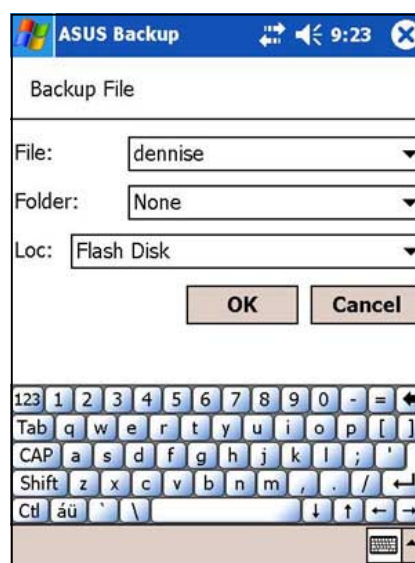 ASUS Backup 9:23
Backup File
File: dennise
Folder: None
Loc: Flash Disk
OK Cancel
123 1 2 3 4 5 6 7 8 9 0 - =
Tab q w e r t y u i o p [ ]
CAP a s d f g h j k l ; '
Shift z x c v b n m , . /
Ctl áü ` \